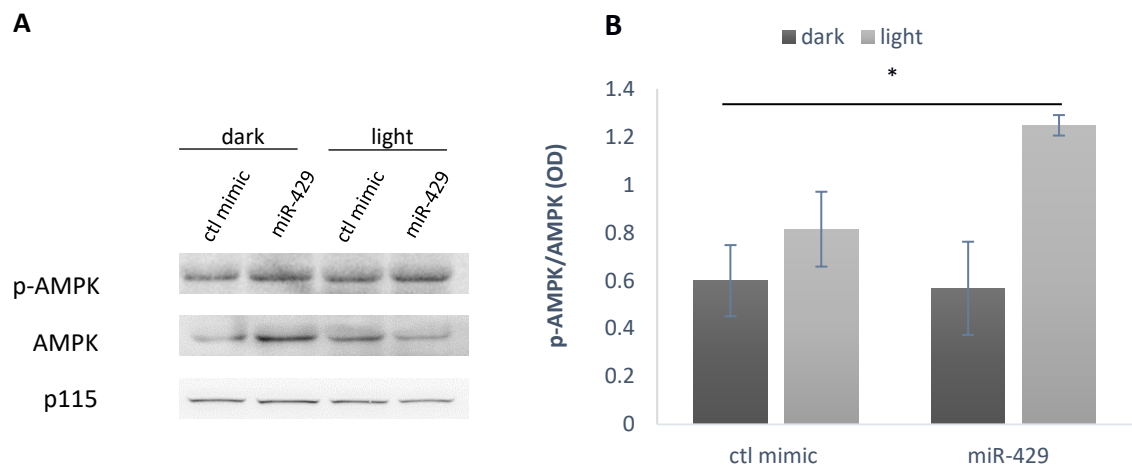 A
dark light
ctl mimic
miR-429
ctl mimic
miR-429
p-AMPK
AMPK
p115
B
dark light
*
p-AMPK/AMPK (OD)
1.4
1.2
1
0.8
0.6
0.4
0.2
0
ctl mimic miR-429